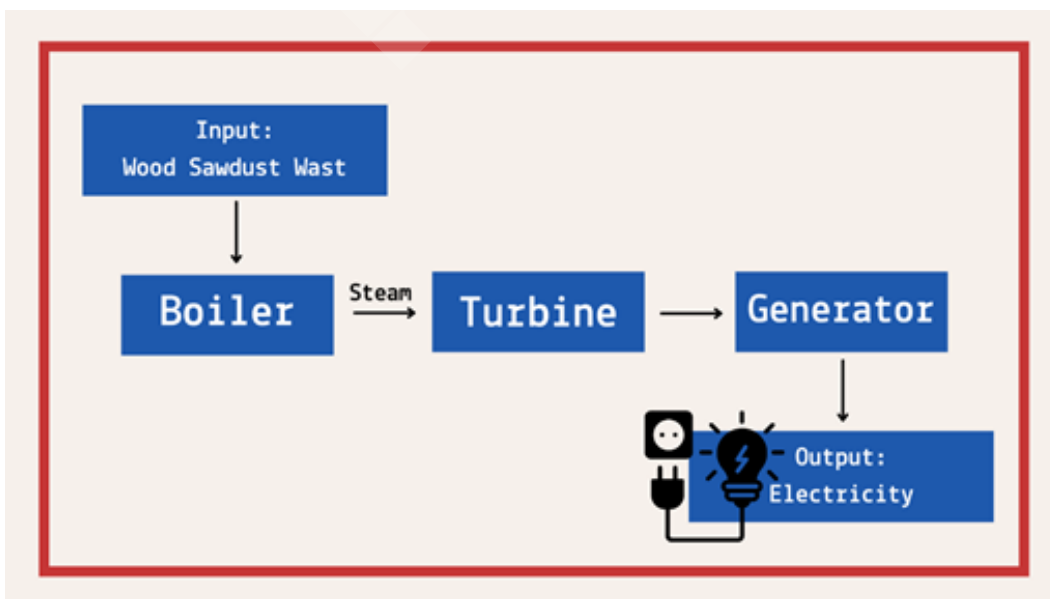 Input:
Wood Sawdust Wast
Boiler
Steam
Turbine
Generator
Output:
Electricity